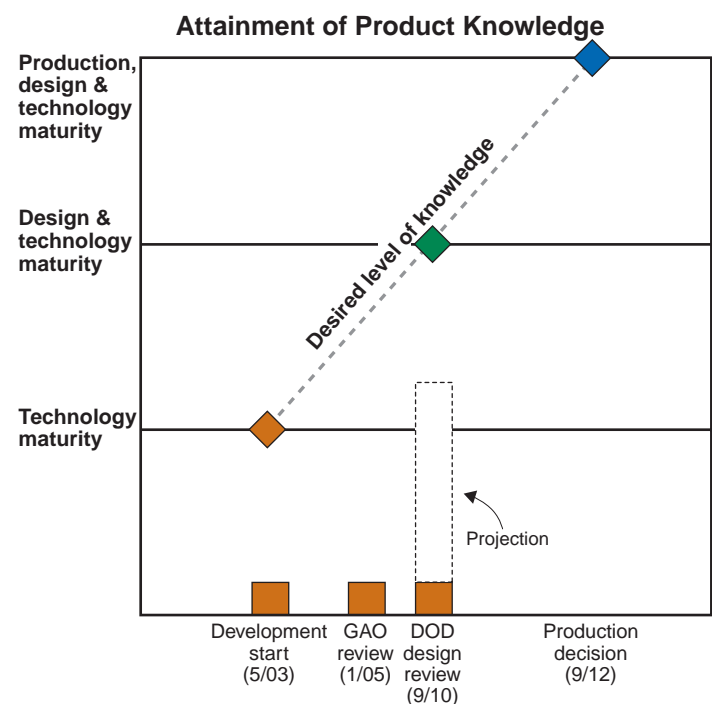 Attainment of Product Knowledge
Production,
design &
technology
maturity
Design &
technology
maturity
Desired level of knowledge
Technology
maturity
Projection
Development
start
(5/03)
GAO
review
(1/05)
DOD
design
review
(9/10)
Production
decision
(9/12)